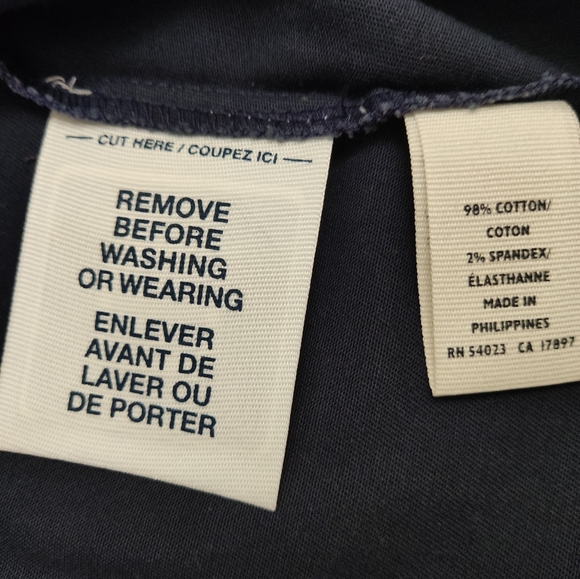 CUT HERE / COUPEZ ICI
REMOVE
BEFORE
WASHING
OR WEARING
ENLEVER
AVANT DE
LAVER OU
DE PORTER
98% COTTON/
COTON
2% SPANDEX/
ÉLASTHANNE
MADE IN
PHILIPPINES
RN 54023 CA 17897